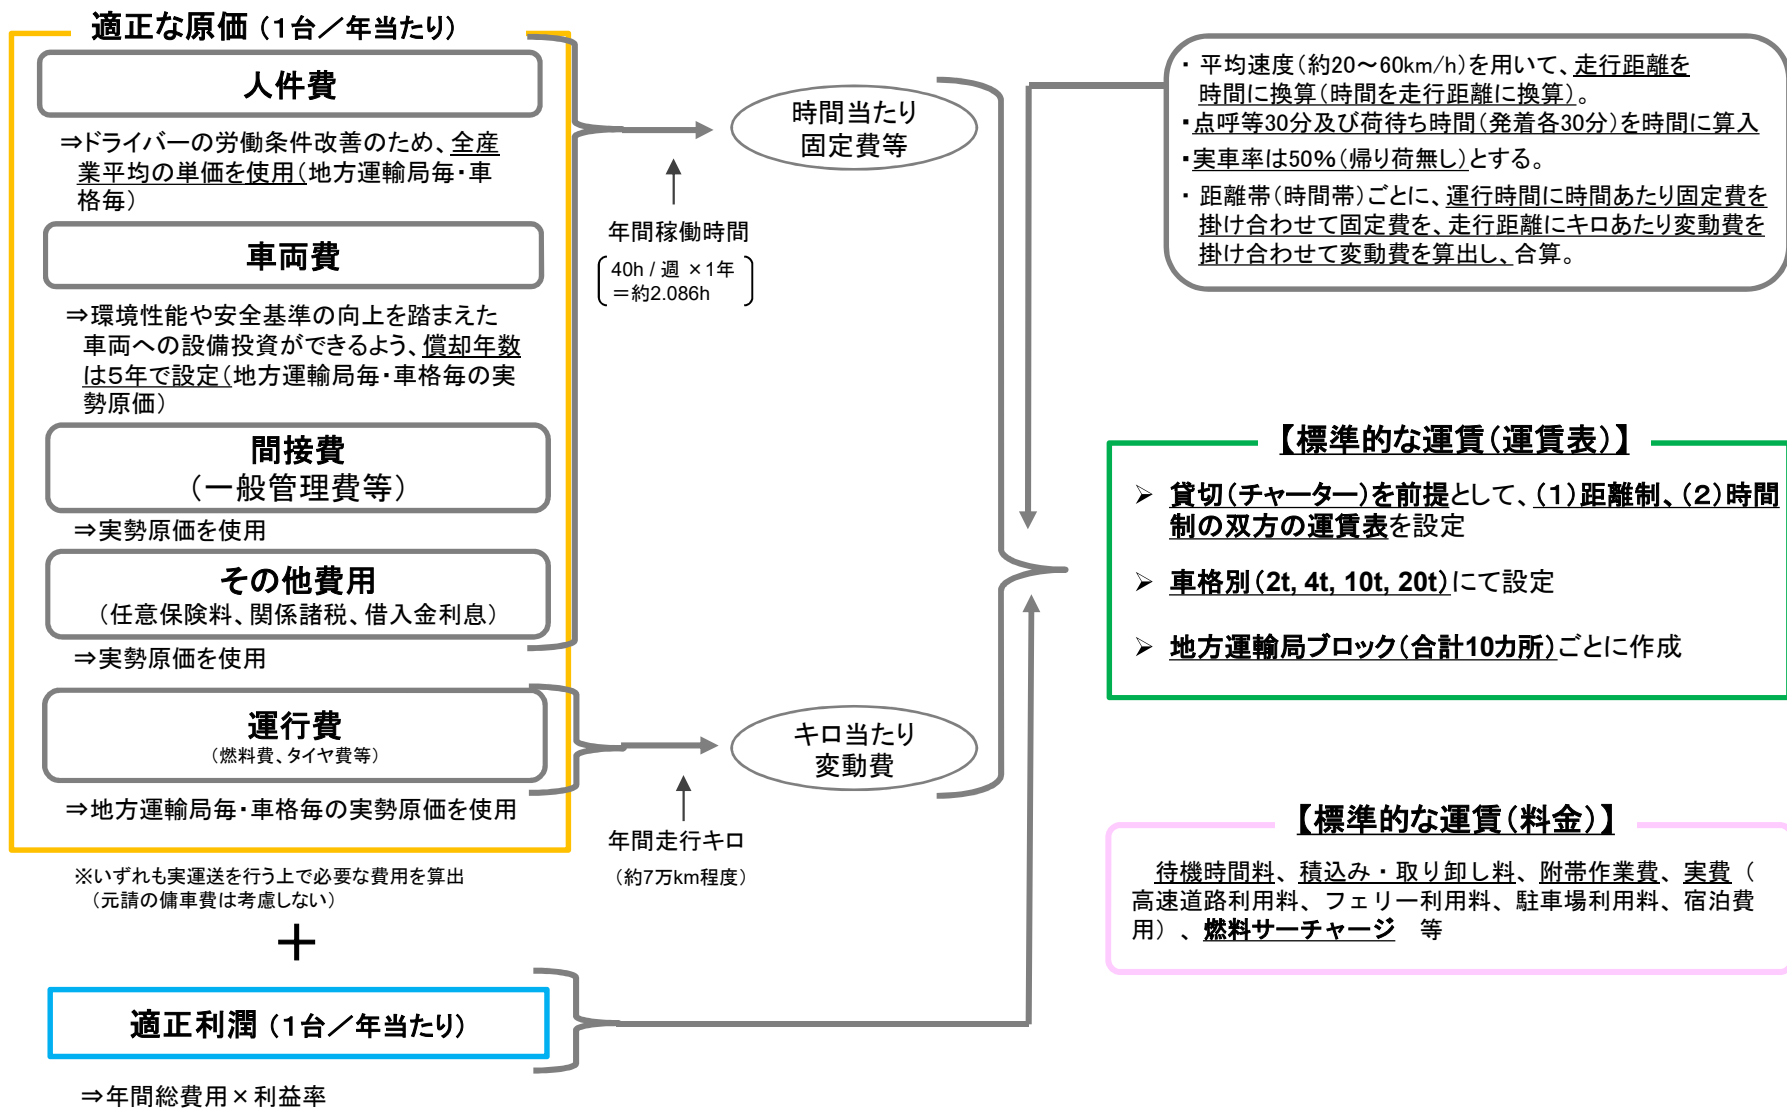 適正な原価（１台／年当たり）
人件費
⇒ドライバーの労働条件改善のため、全産
業平均の単価を使用（地方運輸局毎・車
格毎）
車両費
⇒環境性能や安全基準の向上を踏まえた
車両への設備投資ができるよう、償却年数
は５年で設定（地方運輸局毎・車格毎の実
勢原価）
間接費
（一般管理費等）
⇒実勢原価を使用
その他費用
（任意保険料、関係諸税、借入金利息）
⇒実勢原価を使用
運行費
（燃料費、タイヤ費等）
⇒地方運輸局毎・車格毎の実勢原価を使用
※いずれも実運送を行う上で必要な費用を算出
（元請の傭車費は考慮しない）
＋
適正利潤（１台／年当たり）
⇒年間総費用×利益率
時間当たり
固定費等
年間稼働時間
40h / 週 ×1年
＝約2.086h
キロ当たり
変動費
年間走行キロ
（約7万km程度）
・ 平均速度（約20～60km/h）を用いて、走行距離を
時間に換算（時間を走行距離に換算）。
・点呼等30分及び荷待ち時間（発着各30分）を時間に算入
・実車率は50％（帰り荷無し）とする。
・ 距離帯（時間帯）ごとに、運行時間に時間あたり固定費を
掛け合わせて固定費を、走行距離にキロあたり変動費を
掛け合わせて変動費を算出し、合算。
【標準的な運賃（運賃表）】
➢ 貸切（チャーター）を前提として、（１）距離制、（２）時間
制の双方の運賃表を設定
➢ 車格別（2t, 4t, 10t, 20t）にて設定
➢ 地方運輸局ブロック（合計10カ所）ごとに作成
【標準的な運賃（料金）】
待機時間料、積込み・取り卸し料、附帯作業費、実費（
高速道路利用料、フェリー利用料、駐車場利用料、宿泊費
用）、燃料サーチャージ　等